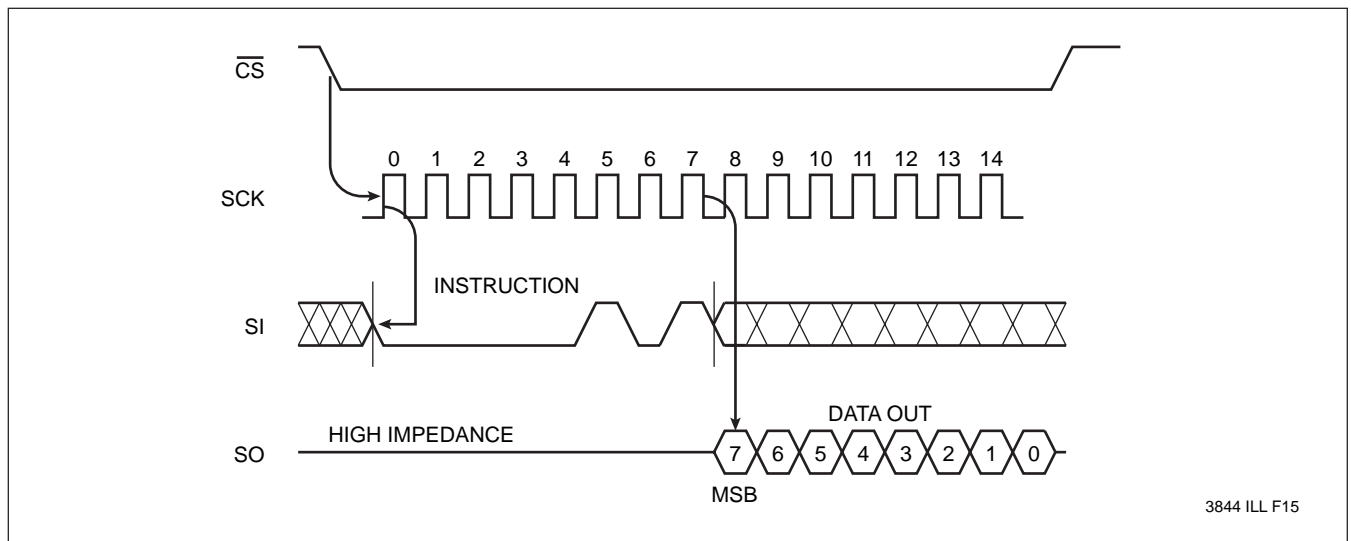 CS
0 1 2 3 4 5 6 7 8 9 10 11 12 13 14
SCK
INSTRUCTION
SI
DATA OUT
HIGH IMPEDANCE
SO
7 6 5 4 3 2 1 0
MSB
3844 ILL F15